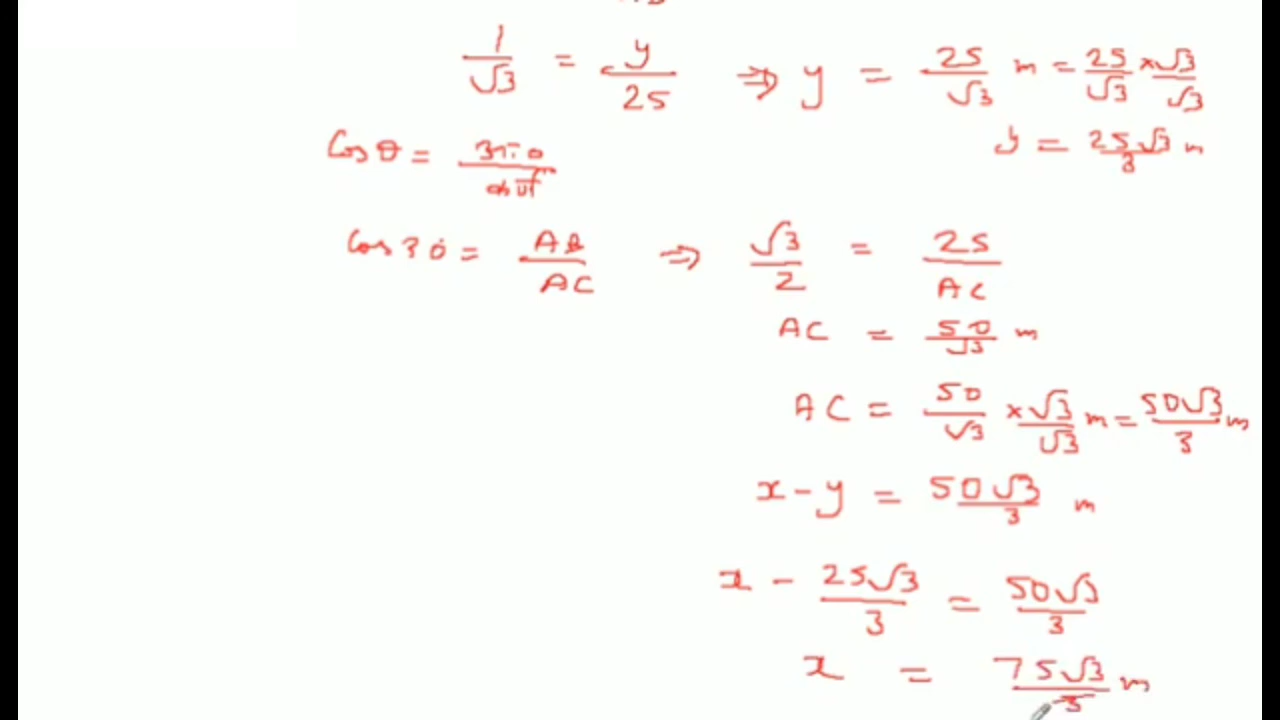 1/√3 = y/25 ⇒ y = 25/√3 m = 25/√3 × √3/√3
y = 25√3/3 m
Cos θ =
Cos 30 = AB/AC ⇒ √3/2 = 25/AC
AC = 50/√3 m
AC = 50/√3 × √3/√3 m = 50√3/3 m
x - y = 50√3/3 m
x - 25√3/3 = 50√3/3
x = 75√3/3 m